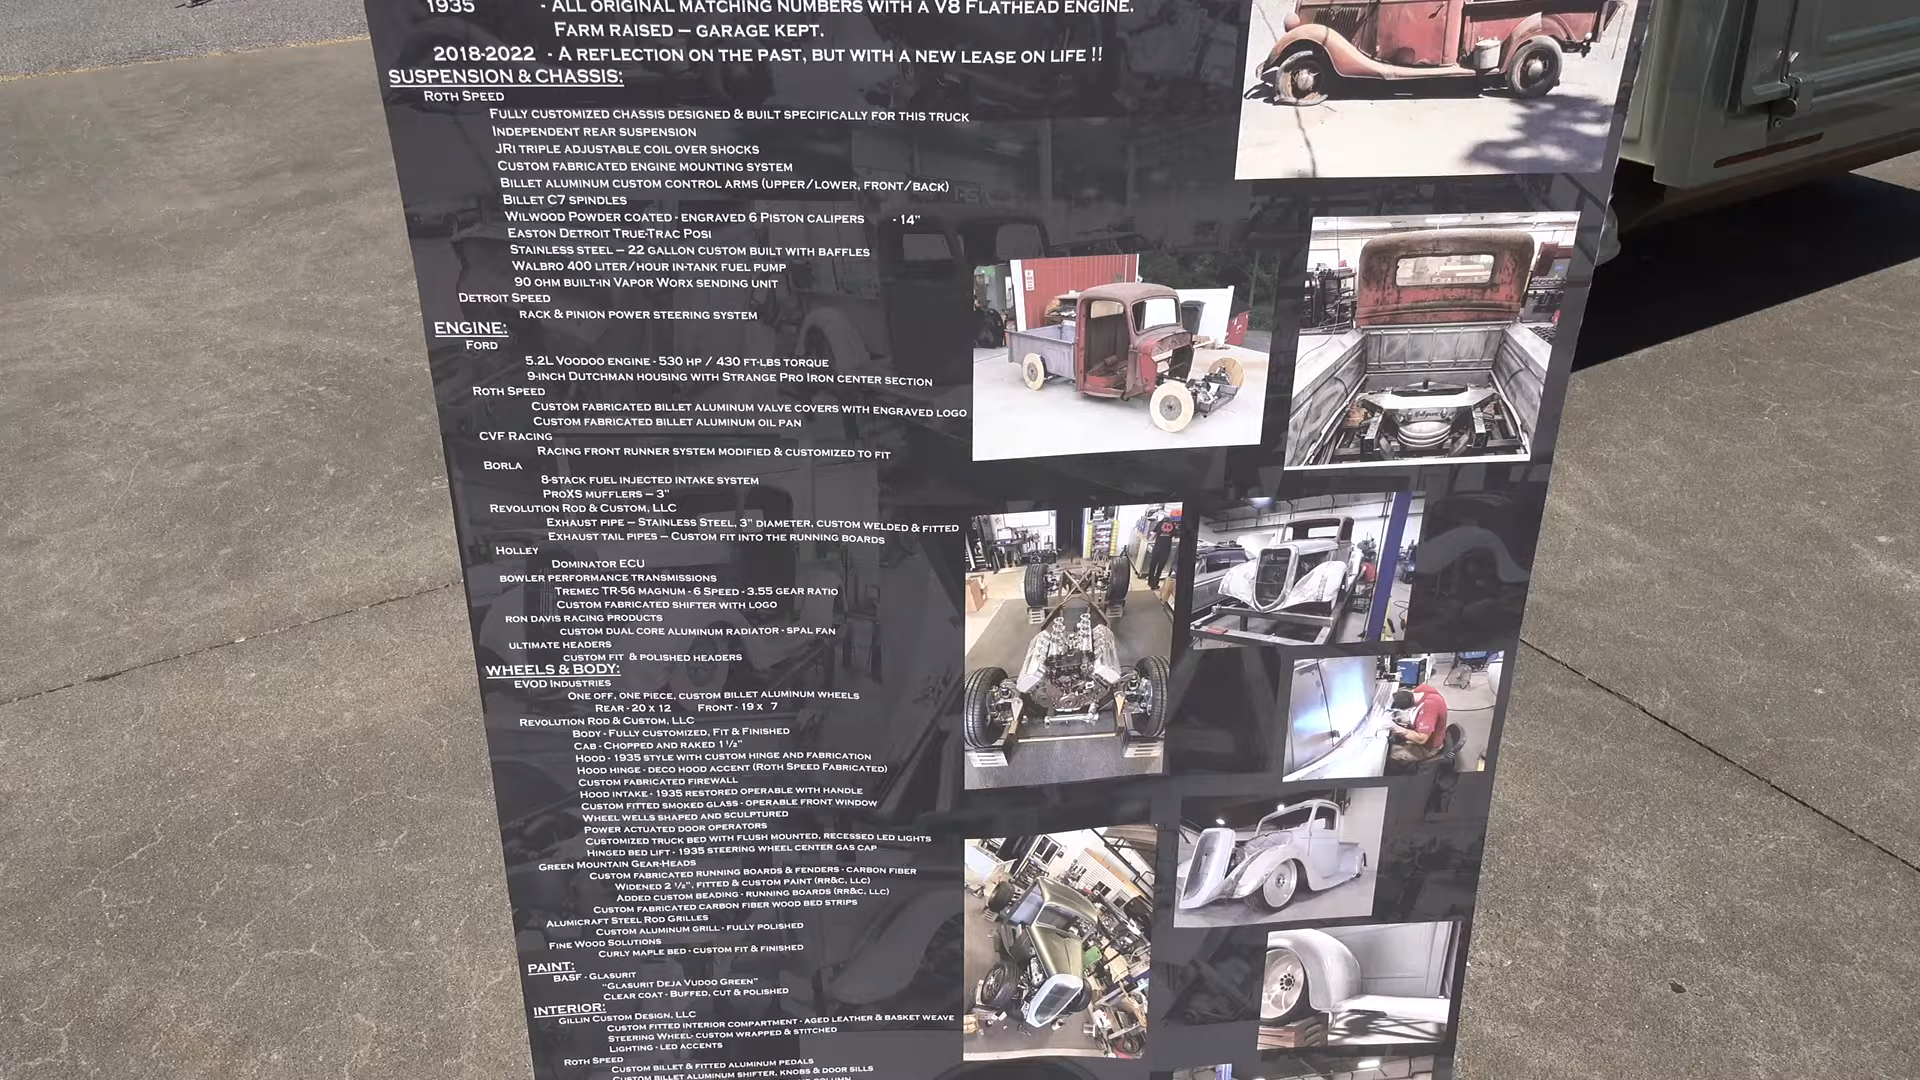 1935 - ALL ORIGINAL MATCHING NUMBERS WITH A V8 FLATHEAD ENGINE.
FARM RAISED – GARAGE KEPT.
2018-2022 - A REFLECTION ON THE PAST, BUT WITH A NEW LEASE ON LIFE !!
SUSPENSION & CHASSIS:
ROTH SPEED
FULLY CUSTOMIZED CHASSIS DESIGNED & BUILT SPECIFICALLY FOR THIS TRUCK
INDEPENDENT REAR SUSPENSION
JRI TRIPLE ADJUSTABLE COIL OVER SHOCKS
CUSTOM FABRICATED ENGINE MOUNTING SYSTEM
BILLET ALUMINUM CUSTOM CONTROL ARMS (UPPER/LOWER, FRONT/BACK)
BILLET C7 SPINDLES
WILWOOD POWDER COATED - ENGRAVED 6 PISTON CALIPERS - 14"
EASTON DETROIT TRUE-TRAC POSI
STAINLESS STEEL – 22 GALLON CUSTOM BUILT WITH BAFFLES
WALBRO 400 LITER/HOUR IN-TANK FUEL PUMP
90 OHM BUILT-IN VAPOR WORX SENDING UNIT
DETROIT SPEED
RACK & PINION POWER STEERING SYSTEM
ENGINE:
FORD
5.2L VOODOO ENGINE - 530 HP / 430 FT-LBS TORQUE
9-INCH DUTCHMAN HOUSING WITH STRANGE PRO IRON CENTER SECTION
ROTH SPEED
CUSTOM FABRICATED BILLET ALUMINUM VALVE COVERS WITH ENGRAVED LOGO
CUSTOM FABRICATED BILLET ALUMINUM OIL PAN
CVF RACING
RACING FRONT RUNNER SYSTEM MODIFIED & CUSTOMIZED TO FIT
BORLA
8-STACK FUEL INJECTED INTAKE SYSTEM
PROXS MUFFLERS – 3"
REVOLUTION ROD & CUSTOM, LLC
EXHAUST PIPE – STAINLESS STEEL, 3" DIAMETER, CUSTOM WELDED & FITTED
EXHAUST TAIL PIPES – CUSTOM FIT INTO THE RUNNING BOARDS
HOLLEY
DOMINATOR ECU
BOWLER PERFORMANCE TRANSMISSIONS
TREMEC TR-56 MAGNUM - 6 SPEED - 3.55 GEAR RATIO
CUSTOM FABRICATED SHIFTER WITH LOGO
RON DAVIS RACING PRODUCTS
CUSTOM DUAL CORE ALUMINUM RADIATOR - SPAL FAN
ULTIMATE HEADERS
CUSTOM FIT & POLISHED HEADERS
WHEELS & BODY:
EVOD INDUSTRIES
ONE OFF, ONE PIECE, CUSTOM BILLET ALUMINUM WHEELS
REAR - 20 X 12 FRONT - 19 X 7
REVOLUTION ROD & CUSTOM, LLC
BODY - FULLY CUSTOMIZED, FIT & FINISHED
CAB - CHOPPED AND RAKED 1 ½"
HOOD - 1935 STYLE WITH CUSTOM HINGE AND FABRICATION
HOOD HINGE - DECO HOOD ACCENT (ROTH SPEED FABRICATED)
CUSTOM FABRICATED FIREWALL
HOOD INTAKE - 1935 RESTORED OPERABLE WITH HANDLE
CUSTOM FITTED SMOKED GLASS - OPERABLE FRONT WINDOW
WHEEL WELLS SHAPED AND SCULPTURED
POWER ACTUATED DOOR OPERATORS
CUSTOMIZED TRUCK BED WITH FLUSH MOUNTED, RECESSED LED LIGHTS
HINGED BED LIFT - 1935 STEERING WHEEL CENTER GAS CAP
GREEN MOUNTAIN GEAR-HEADS
CUSTOM FABRICATED RUNNING BOARDS & FENDERS - CARBON FIBER
WIDENED 2 ½", FITTED & CUSTOM PAINT (RR&C, LLC)
ADDED CUSTOM BEADING - RUNNING BOARDS (RR&C, LLC)
CUSTOM FABRICATED CARBON FIBER WOOD BED STRIPS
ALUMICRAFT STEEL ROD GRILLES
CUSTOM ALUMINUM GRILL - FULLY POLISHED
FINE WOOD SOLUTIONS
CURLY MAPLE BED - CUSTOM FIT & FINISHED
PAINT:
BASF - GLASURIT
"GLASURIT DEJA VUDOO GREEN"
CLEAR COAT - BUFFED, CUT & POLISHED
INTERIOR:
GILLIN CUSTOM DESIGN, LLC
CUSTOM FITTED INTERIOR COMPARTMENT - AGED LEATHER & BASKET WEAVE
STEERING WHEEL- CUSTOM WRAPPED & STITCHED
LIGHTING - LED ACCENTS
ROTH SPEED
CUSTOM BILLET & FITTED ALUMINUM PEDALS
CUSTOM BILLET ALUMINUM SHIFTER, KNOBS & DOOR SILLS